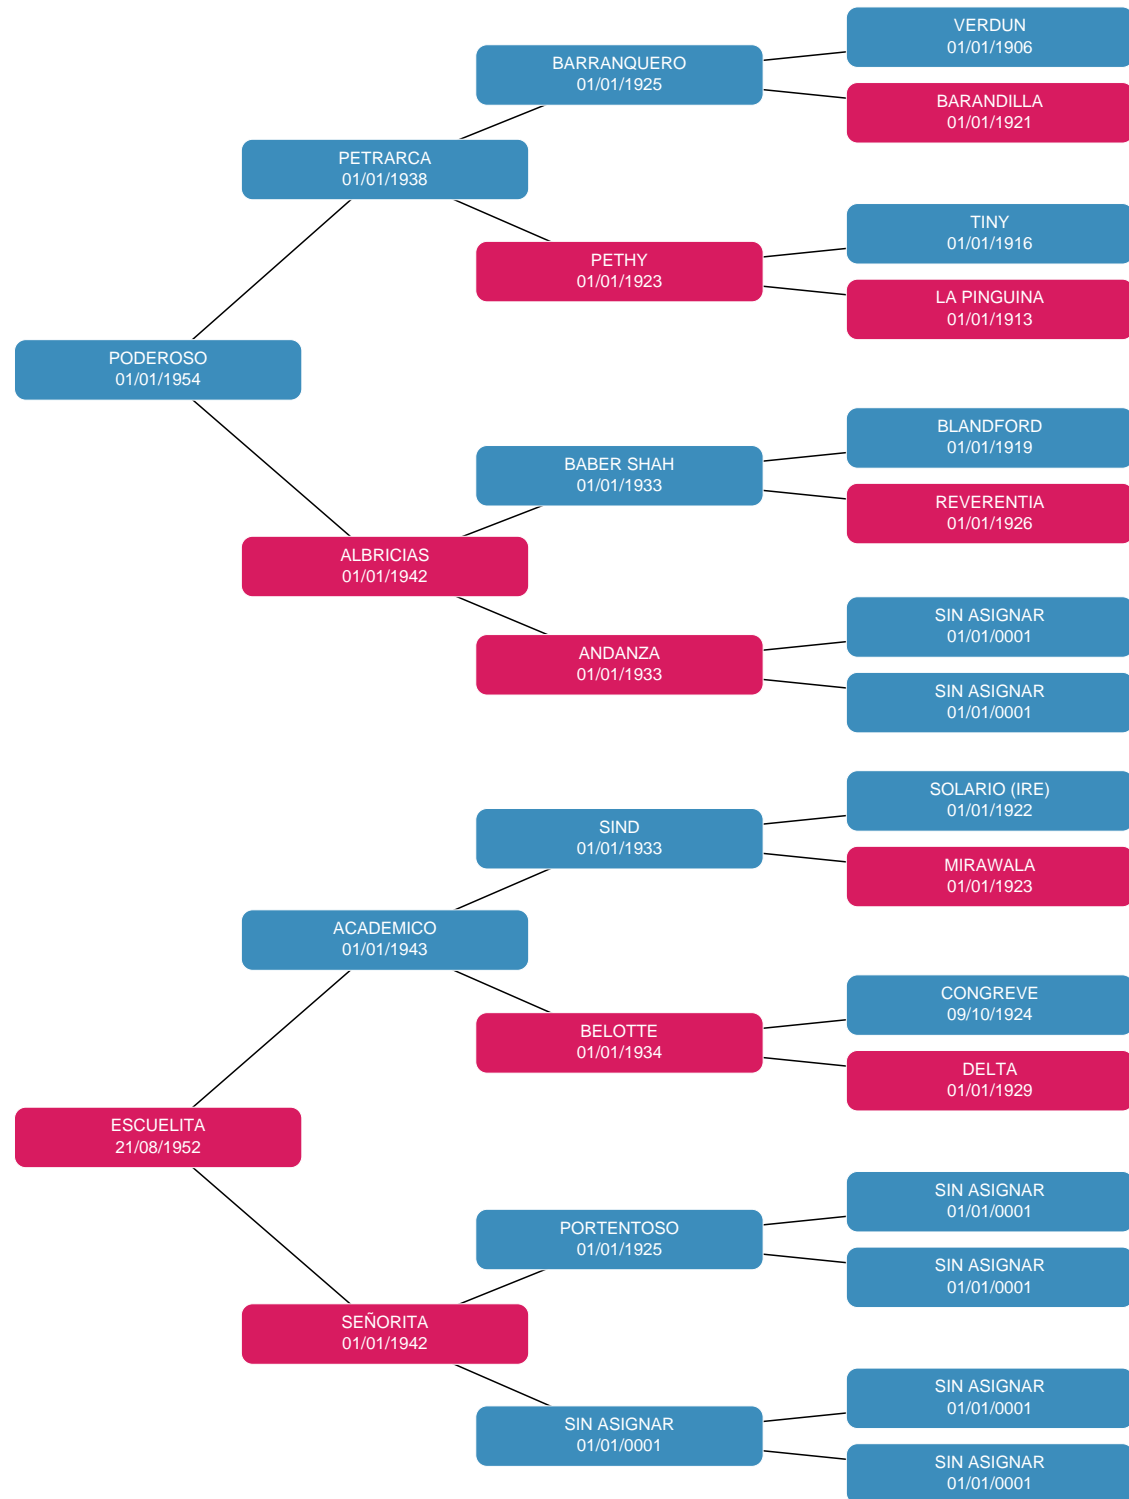 VERDUN
01/01/1906
BARRANQUERO
01/01/1925
BARANDILLA
01/01/1921
PETRARCA
01/01/1938
TINY
01/01/1916
PETHY
01/01/1923
LA PINGUINA
01/01/1913
PODEROSO
01/01/1954
BLANDFORD
01/01/1919
BABER SHAH
01/01/1933
REVERENTIA
01/01/1926
ALBRICIAS
01/01/1942
SIN ASIGNAR
01/01/0001
ANDANZA
01/01/1933
SIN ASIGNAR
01/01/0001
SOLARIO (IRE)
01/01/1922
SIND
01/01/1933
MIRAWALA
01/01/1923
ACADEMICO
01/01/1943
CONGREVE
09/10/1924
BELOTTE
01/01/1934
DELTA
01/01/1929
ESCUELITA
21/08/1952
SIN ASIGNAR
01/01/0001
PORTENTOSO
01/01/1925
SIN ASIGNAR
01/01/0001
SEÑORITA
01/01/1942
SIN ASIGNAR
01/01/0001
SIN ASIGNAR
01/01/0001
SIN ASIGNAR
01/01/0001